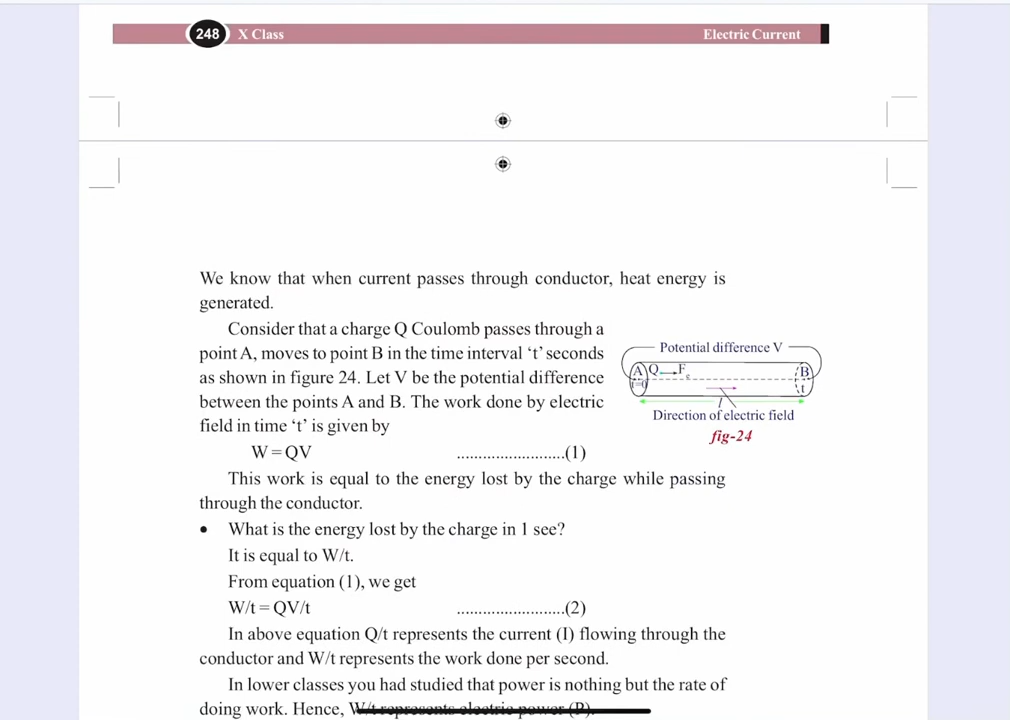 248 X Class Electric Current
We know that when current passes through conductor, heat energy is
generated.
Consider that a charge Q Coulomb passes through a
point A, moves to point B in the time interval ‘t’ seconds
as shown in figure 24. Let V be the potential difference
between the points A and B. The work done by electric
field in time ‘t’ is given by
Potential difference V
A Q F_e B
t=0 t
l
Direction of electric field
fig-24
W = QV .........................(1)
This work is equal to the energy lost by the charge while passing
through the conductor.
• What is the energy lost by the charge in 1 see?
It is equal to W/t.
From equation (1), we get
W/t = QV/t .........................(2)
In above equation Q/t represents the current (I) flowing through the
conductor and W/t represents the work done per second.
In lower classes you had studied that power is nothing but the rate of
doing work. Hence, W/t represents electric power (P).